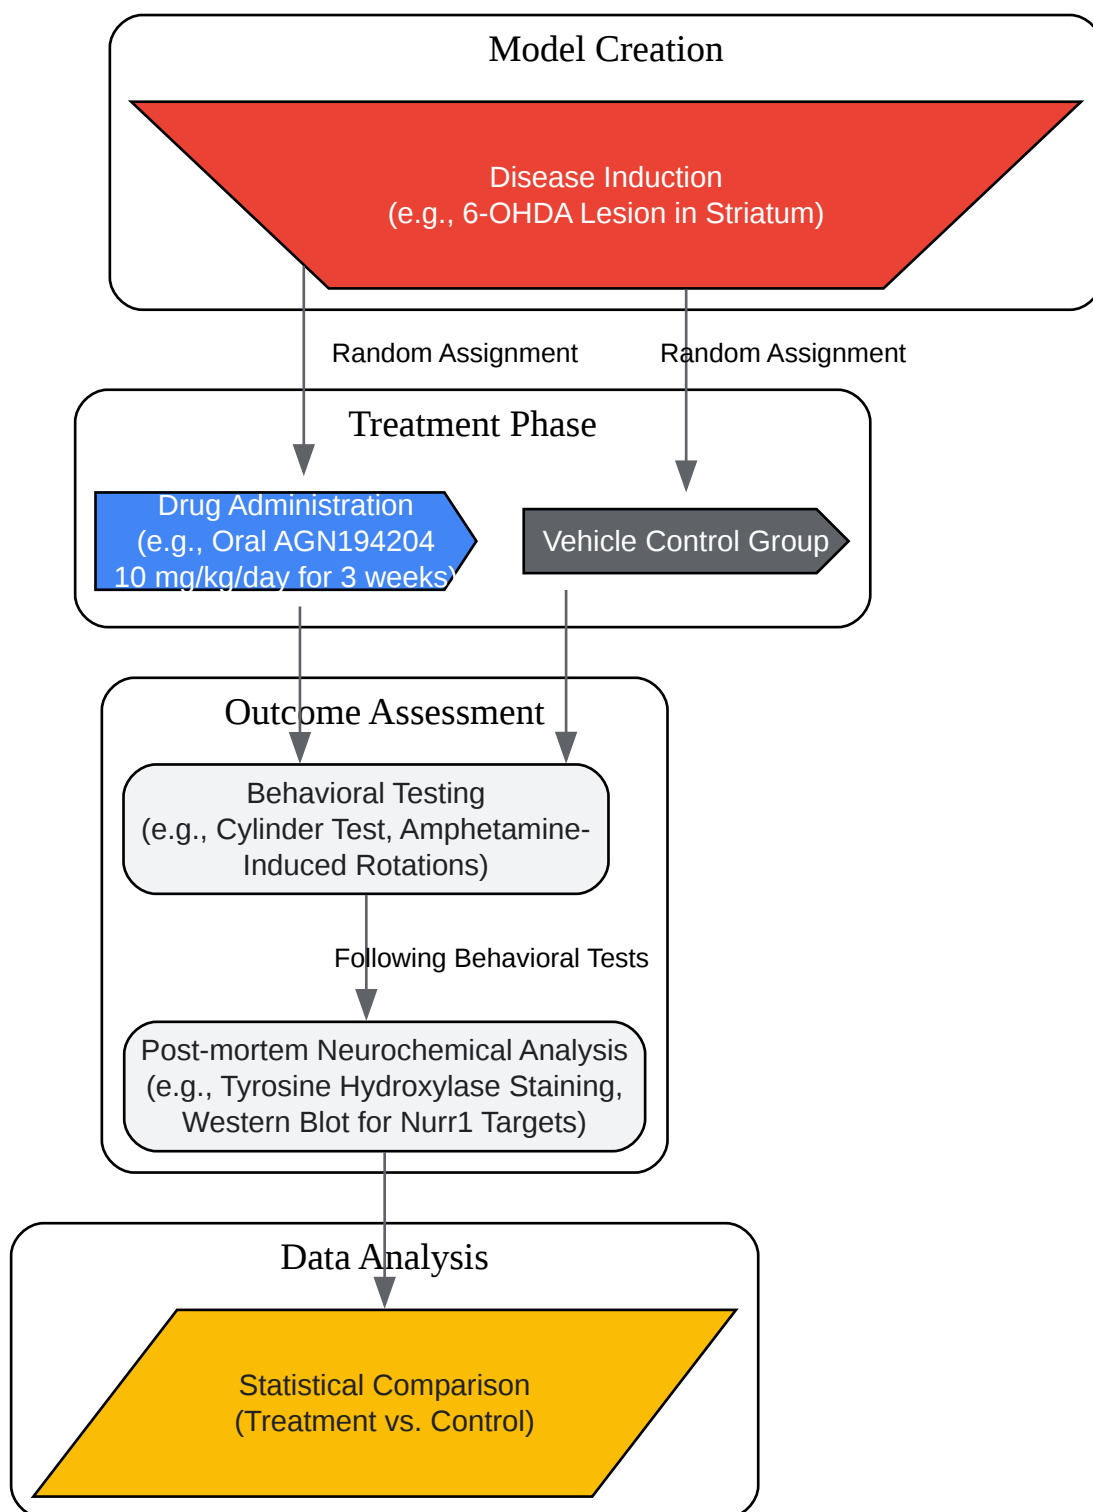 Model Creation
Disease Induction
(e.g., 6-OHDA Lesion in Striatum)
Random Assignment
Random Assignment
Treatment Phase
Drug Administration
(e.g., Oral AGN194204
10 mg/kg/day for 3 weeks)
Vehicle Control Group
Outcome Assessment
Behavioral Testing
(e.g., Cylinder Test, Amphetamine-
Induced Rotations)
Following Behavioral Tests
Post-mortem Neurochemical Analysis
(e.g., Tyrosine Hydroxylase Staining,
Western Blot for Nurr1 Targets)
Data Analysis
Statistical Comparison
(Treatment vs. Control)